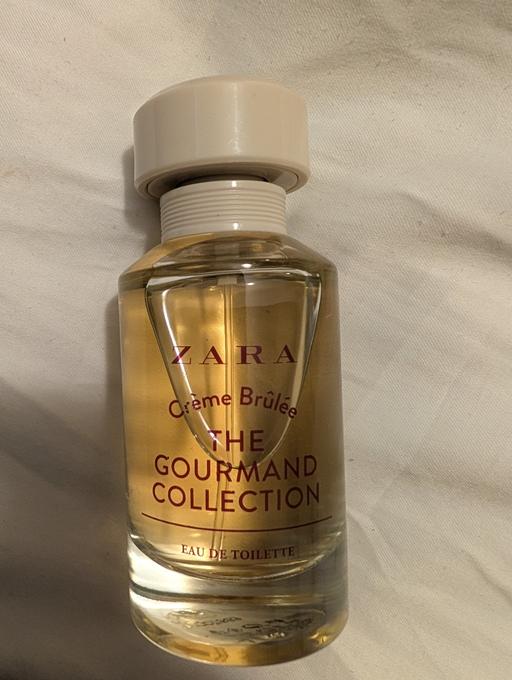 ZARA
Crème Brûlée
THE
GOURMAND
COLLECTION
EAU DE TOILETTE